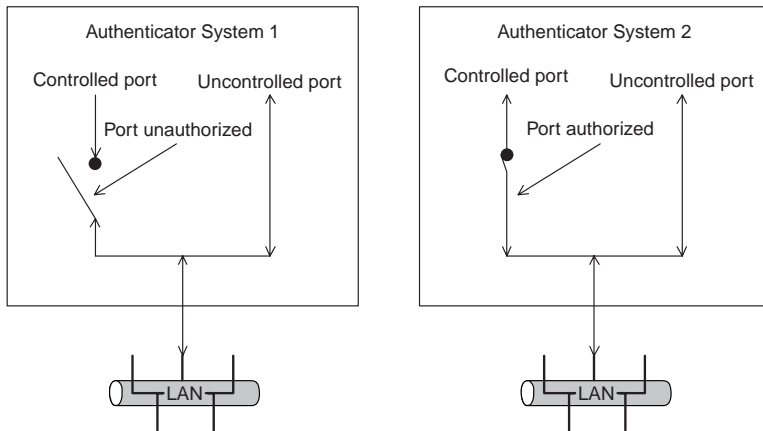 Authenticator System 1
Controlled port
Uncontrolled port
Port unauthorized
LAN
Authenticator System 2
Controlled port
Uncontrolled port
Port authorized
LAN